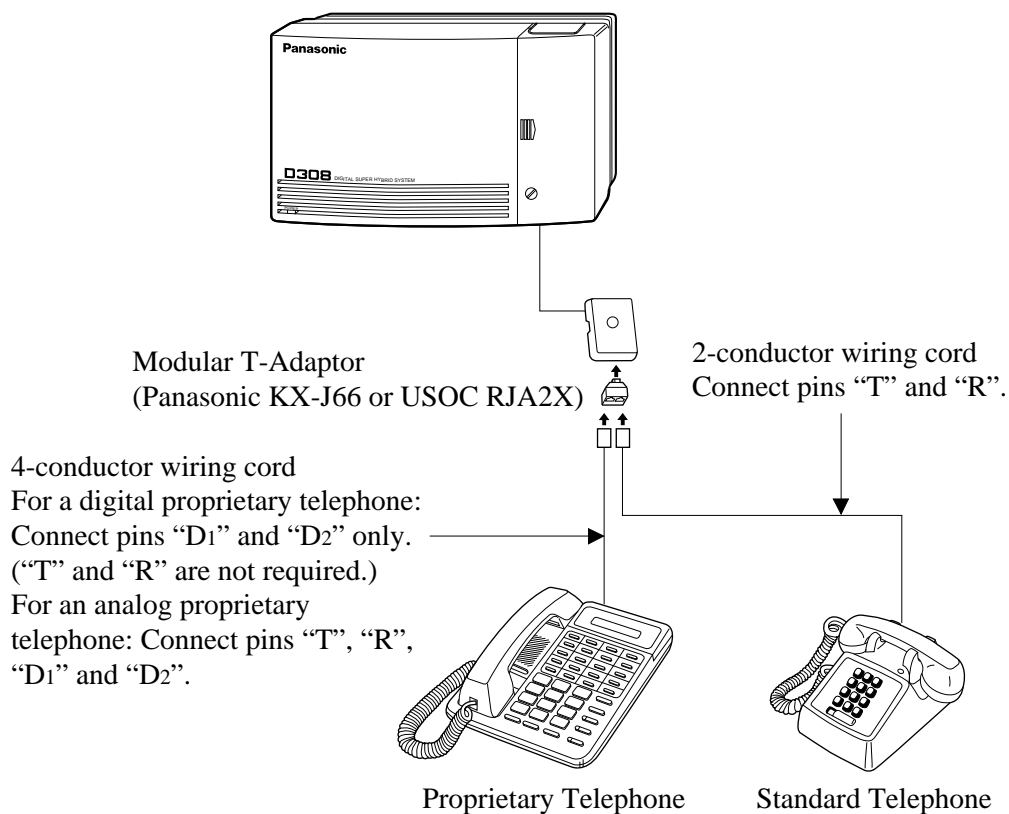 Panasonic
D308 DIGITAL SUPER HYBRID SYSTEM
Modular T-Adaptor
(Panasonic KX-J66 or USOC RJA2X)
2-conductor wiring cord
Connect pins “T” and “R”.
4-conductor wiring cord
For a digital proprietary telephone:
Connect pins “D1” and “D2” only.
(“T” and “R” are not required.)
For an analog proprietary
telephone: Connect pins “T”, “R”,
“D1” and “D2”.
Proprietary Telephone
Standard Telephone